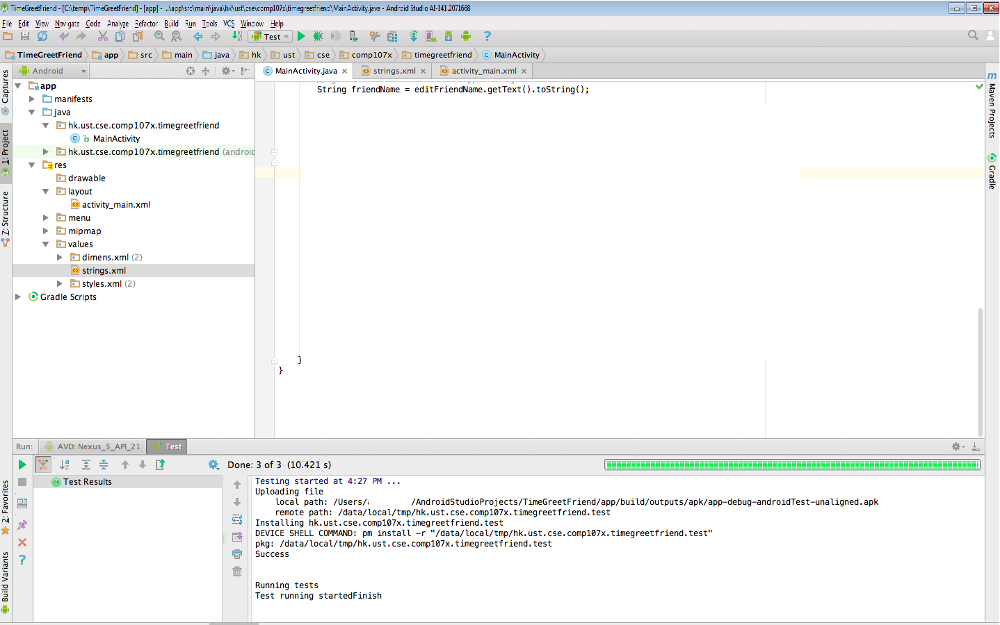 TimeGreetFriend - [C:\temp\TimeGreetFriend] - [app] - ...\app\src\main\java\hk\ust\cse\comp107x\timegreetfriend\MainActivity.java - Android Studio AI-141.2071668
File Edit View Navigate Code Analyze Refactor Build Run Tools VCS Window Help
Test
TimeGreetFriend app src main java hk ust cse comp107x timegreetfriend MainActivity
Android
MainActivity.java strings.xml activity_main.xml
Captures
1: Project
Z: Structure
2: Favorites
Build Variants
app
manifests
java
hk.ust.cse.comp107x.timegreetfriend
MainActivity
hk.ust.cse.comp107x.timegreetfriend (androic
res
drawable
layout
activity_main.xml
menu
mipmap
values
dimens.xml (2)
strings.xml
styles.xml (2)
Gradle Scripts
String friendName = editFriendName.getText().toString();
}
}
Maven Projects
Gradle
Run: AVD: Nexus_5_API_21 Test
Done: 3 of 3 (10.421 s)
OK Test Results
Testing started at 4:27 PM ...
Uploading file
local path: /Users/a /AndroidStudioProjects/TimeGreetFriend/app/build/outputs/apk/app-debug-androidTest-unaligned.apk
remote path: /data/local/tmp/hk.ust.cse.comp107x.timegreetfriend.test
Installing hk.ust.cse.comp107x.timegreetfriend.test
DEVICE SHELL COMMAND: pm install -r "/data/local/tmp/hk.ust.cse.comp107x.timegreetfriend.test"
pkg: /data/local/tmp/hk.ust.cse.comp107x.timegreetfriend.test
Success
Running tests
Test running startedFinish